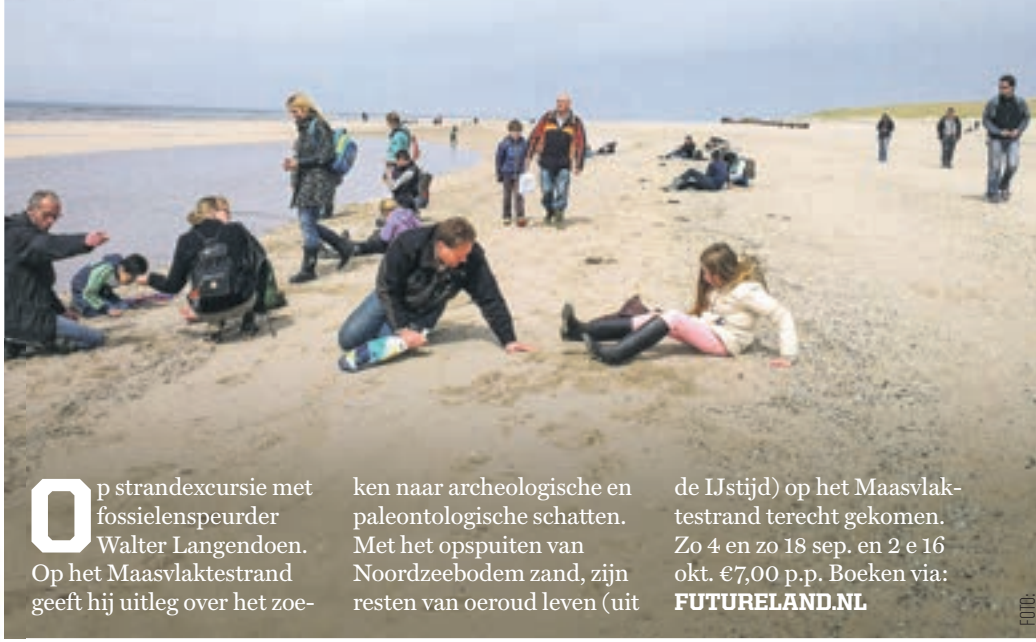 Op strandexcursie met
fossielenspeurder
Walter Langendoen.
Op het Maasvlaktestrand
geeft hij uitleg over het zoe-
ken naar archeologische en
paleontologische schatten.
Met het opspuiten van
Noordzeebodem zand, zijn
resten van oeroud leven (uit
de IJstijd) op het Maasvlak-
testrand terecht gekomen.
Zo 4 en zo 18 sep. en 2 e 16
okt. €7,00 p.p. Boeken via:
FUTURELAND.NL
FOTO: